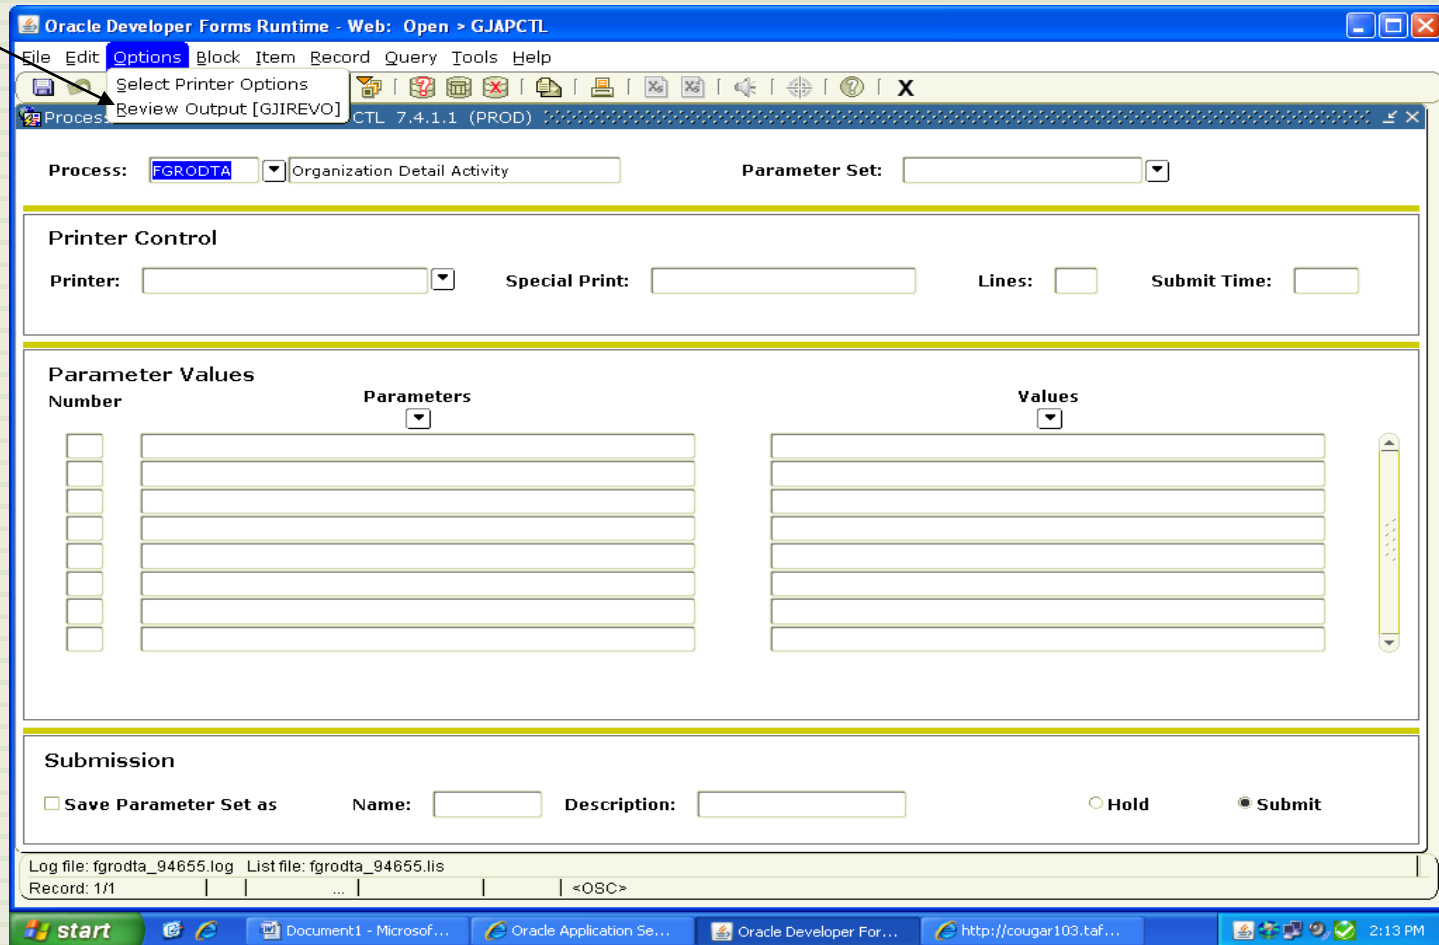 Oracle Developer Forms Runtime - Web: Open > GJAPCTL
File Edit Options Block Item Record Query Tools Help
Select Printer Options
Review Output [GJIREVO]
Process CTL 7.4.1.1 (PROD)
Process: FGRODTA Organization Detail Activity Parameter Set:
Printer Control
Printer: Special Print: Lines: Submit Time:
Parameter Values
Number Parameters Values
Submission
Save Parameter Set as Name: Description: Hold Submit
Log file: fgrodta_94655.log List file: fgrodta_94655.lis
Record: 1/1 ... <OSC>
start Document1 - Microsof... Oracle Application Se... Oracle Developer For... http://cougar103.taf... 2:13 PM